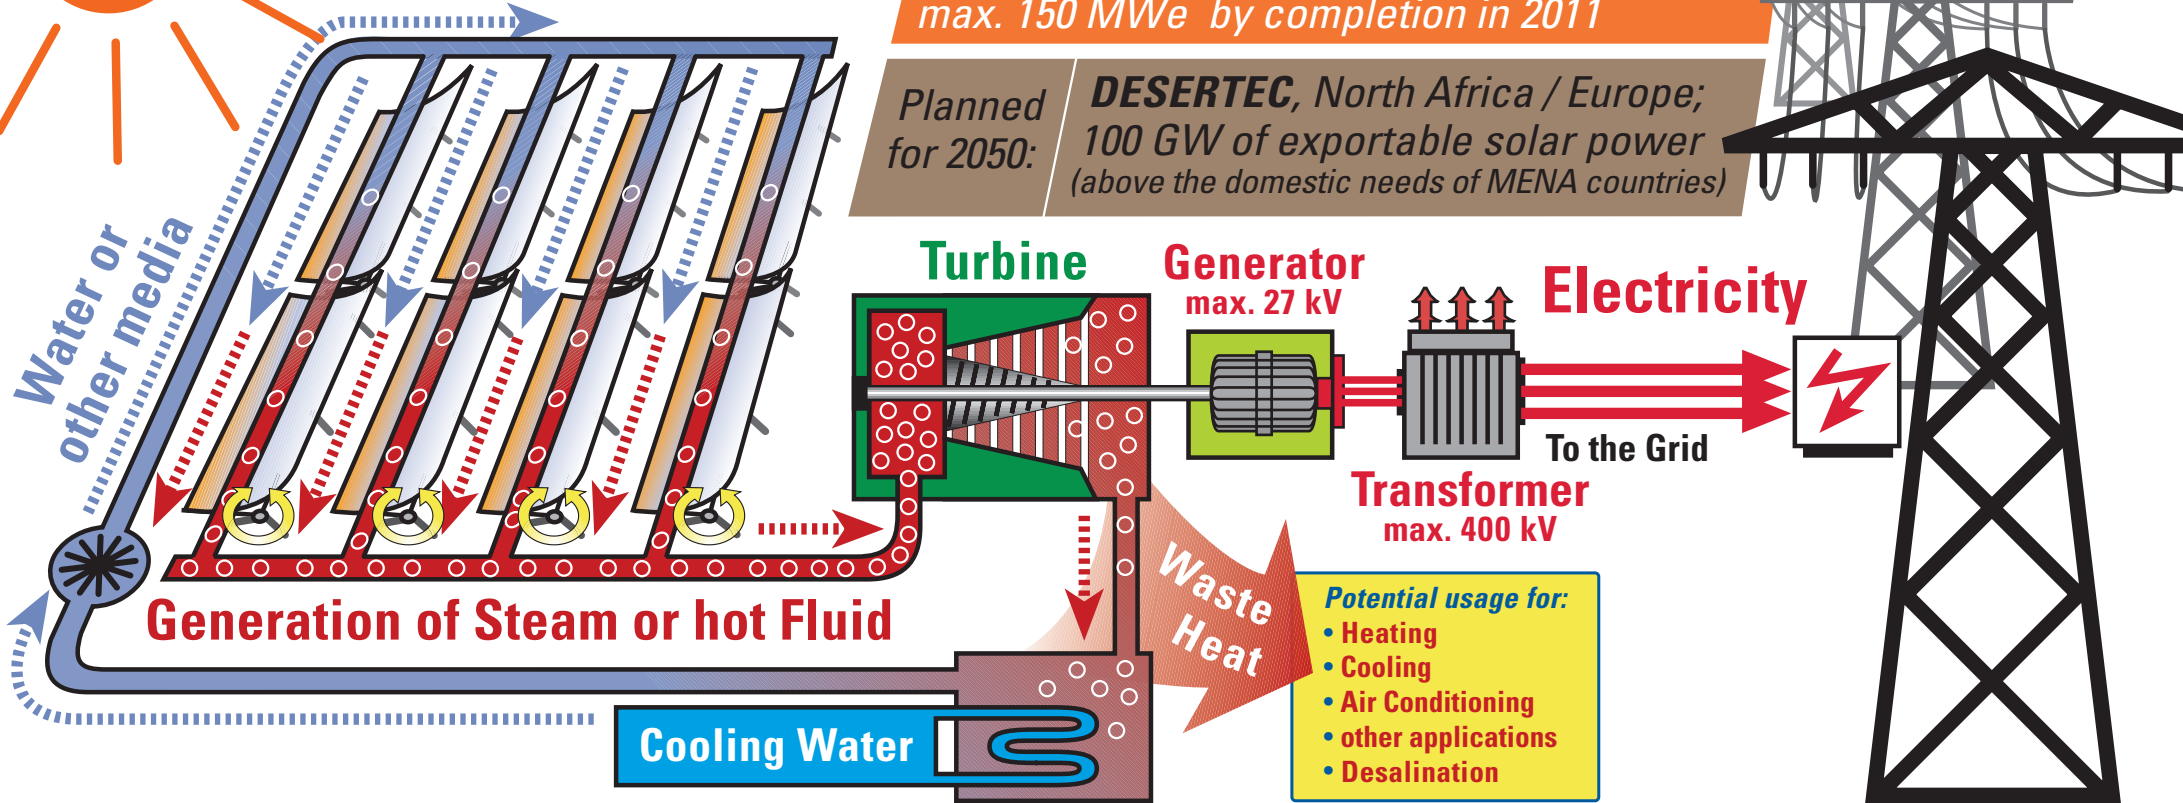 max. 150 MWe by completion in 2011
Planned
for 2050:
DESERTEC, North Africa / Europe;
100 GW of exportable solar power
(above the domestic needs of MENA countries)
Water or
other media
Turbine
Generator
max. 27 kV
Electricity
To the Grid
Transformer
max. 400 kV
Generation of Steam or hot Fluid
Waste
Heat
Potential usage for:
• Heating
• Cooling
• Air Conditioning
• other applications
• Desalination
Cooling Water